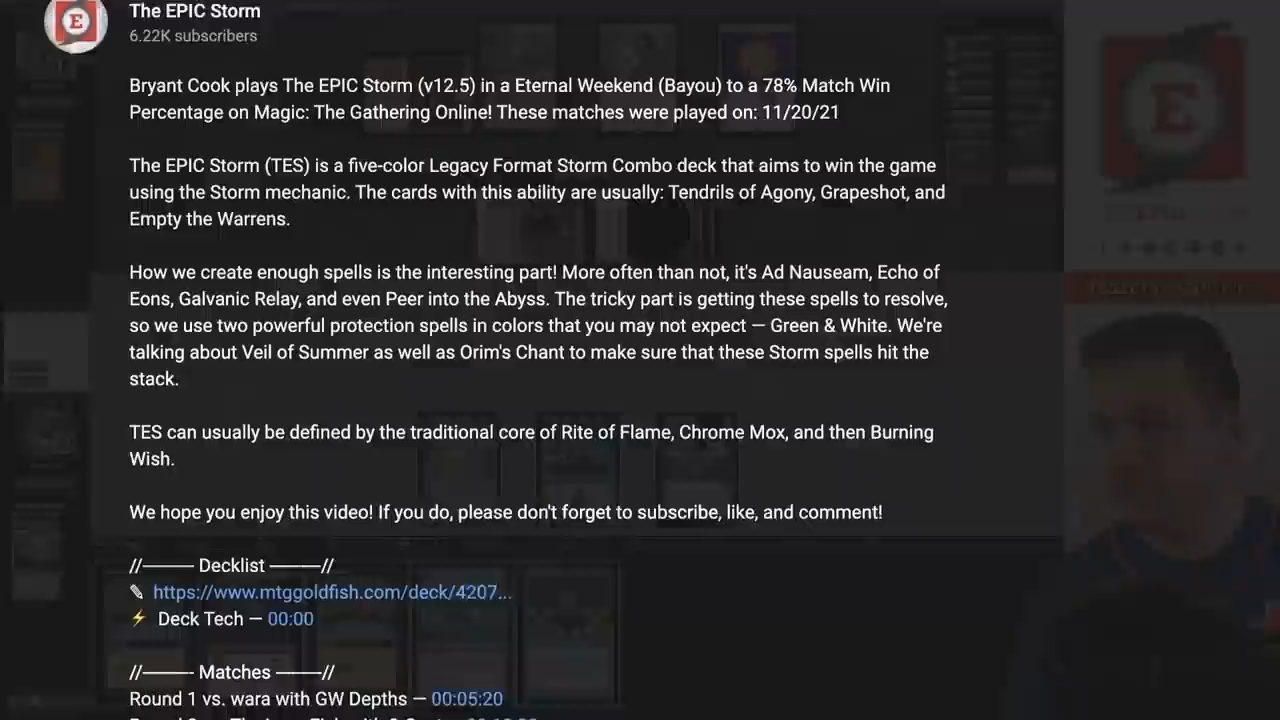 The EPIC Storm
6.22K subscribers
Bryant Cook plays The EPIC Storm (v12.5) in a Eternal Weekend (Bayou) to a 78% Match Win
Percentage on Magic: The Gathering Online! These matches were played on: 11/20/21
The EPIC Storm (TES) is a five-color Legacy Format Storm Combo deck that aims to win the game
using the Storm mechanic. The cards with this ability are usually: Tendrils of Agony, Grapeshot, and
Empty the Warrens.
How we create enough spells is the interesting part! More often than not, it's Ad Nauseam, Echo of
Eons, Galvanic Relay, and even Peer into the Abyss. The tricky part is getting these spells to resolve,
so we use two powerful protection spells in colors that you may not expect — Green & White. We're
talking about Veil of Summer as well as Orim's Chant to make sure that these Storm spells hit the
stack.
TES can usually be defined by the traditional core of Rite of Flame, Chrome Mox, and then Burning
Wish.
We hope you enjoy this video! If you do, please don't forget to subscribe, like, and comment!
//——— Decklist ———//
✎ https://www.mtggoldfish.com/deck/4207...
⚡ Deck Tech — 00:00
//——— Matches ———//
Round 1 vs. wara with GW Depths — 00:05:20